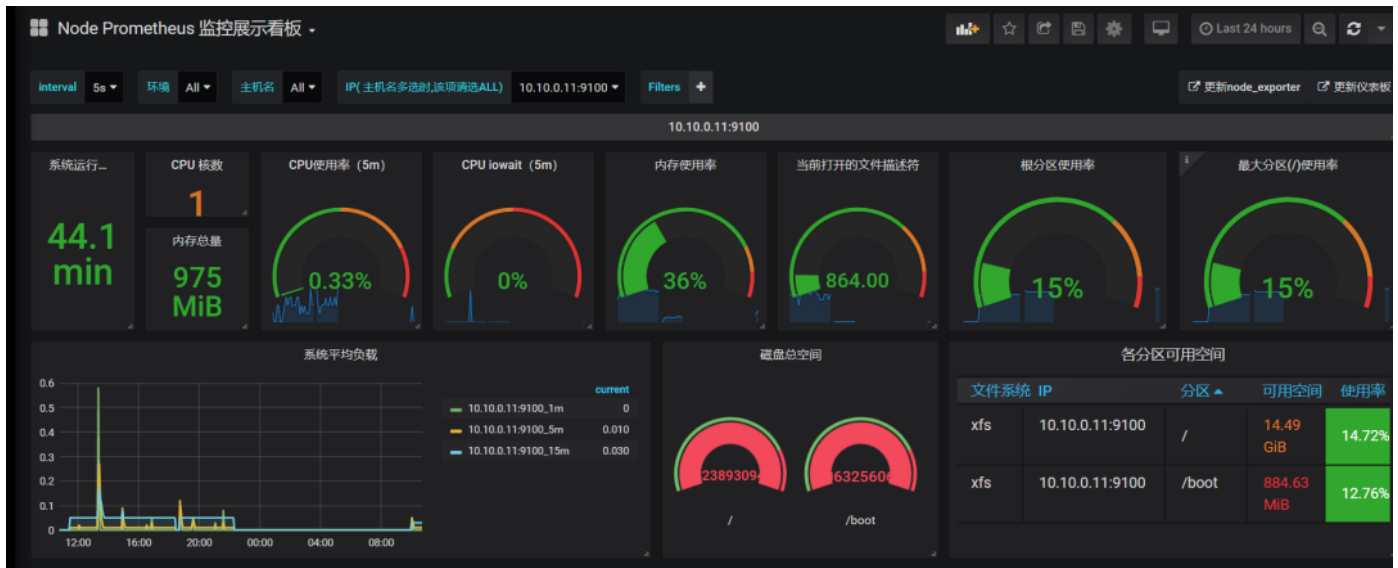 Node Prometheus 监控展示看板
Last 24 hours
interval 5s 环境 All 主机名 All IP(主机名多选时,该项请选ALL) 10.10.0.11:9100 Filters
更新node_exporter 更新仪表板
10.10.0.11:9100
系统运行...
44.1
min
CPU 核数
1
内存总量
975
MiB
CPU使用率（5m）
0.33%
CPU iowait（5m）
0%
内存使用率
36%
当前打开的文件描述符
864.00
根分区使用率
15%
最大分区(/)使用率
15%
系统平均负载
0.6
0.5
0.4
0.3
0.2
0.1
0
12:00 16:00 20:00 00:00 04:00 08:00
current
10.10.0.11:9100_1m 0
10.10.0.11:9100_5m 0.010
10.10.0.11:9100_15m 0.030
磁盘总空间
/
/boot
各分区可用空间
文件系统 IP 分区 可用空间 使用率
xfs 10.10.0.11:9100 / 14.49 GiB 14.72%
xfs 10.10.0.11:9100 /boot 884.63 MiB 12.76%